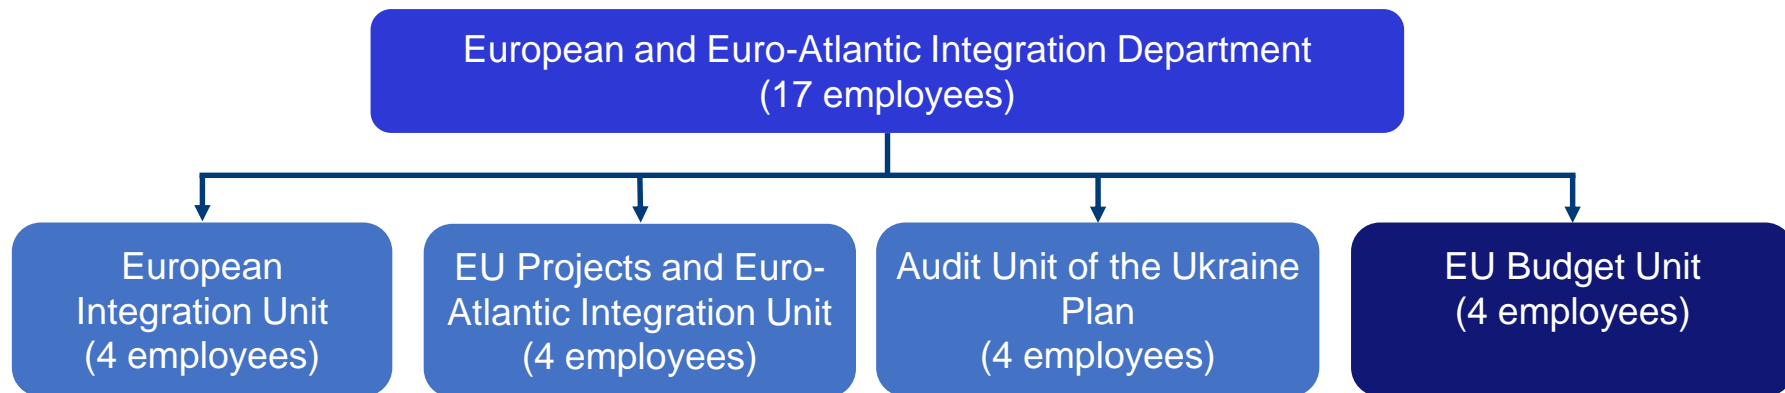 European and Euro-Atlantic Integration Department
(17 employees)
European
Integration Unit
(4 employees)
EU Projects and Euro-
Atlantic Integration Unit
(4 employees)
Audit Unit of the Ukraine
Plan
(4 employees)
EU Budget Unit
(4 employees)